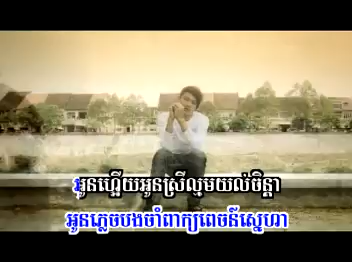 អូនហ្អើយអូនស្រីល្មមយល់ចិន្តា
អូនភ្លេចបងចាំពាក្យពេចន៍ស្នេហា